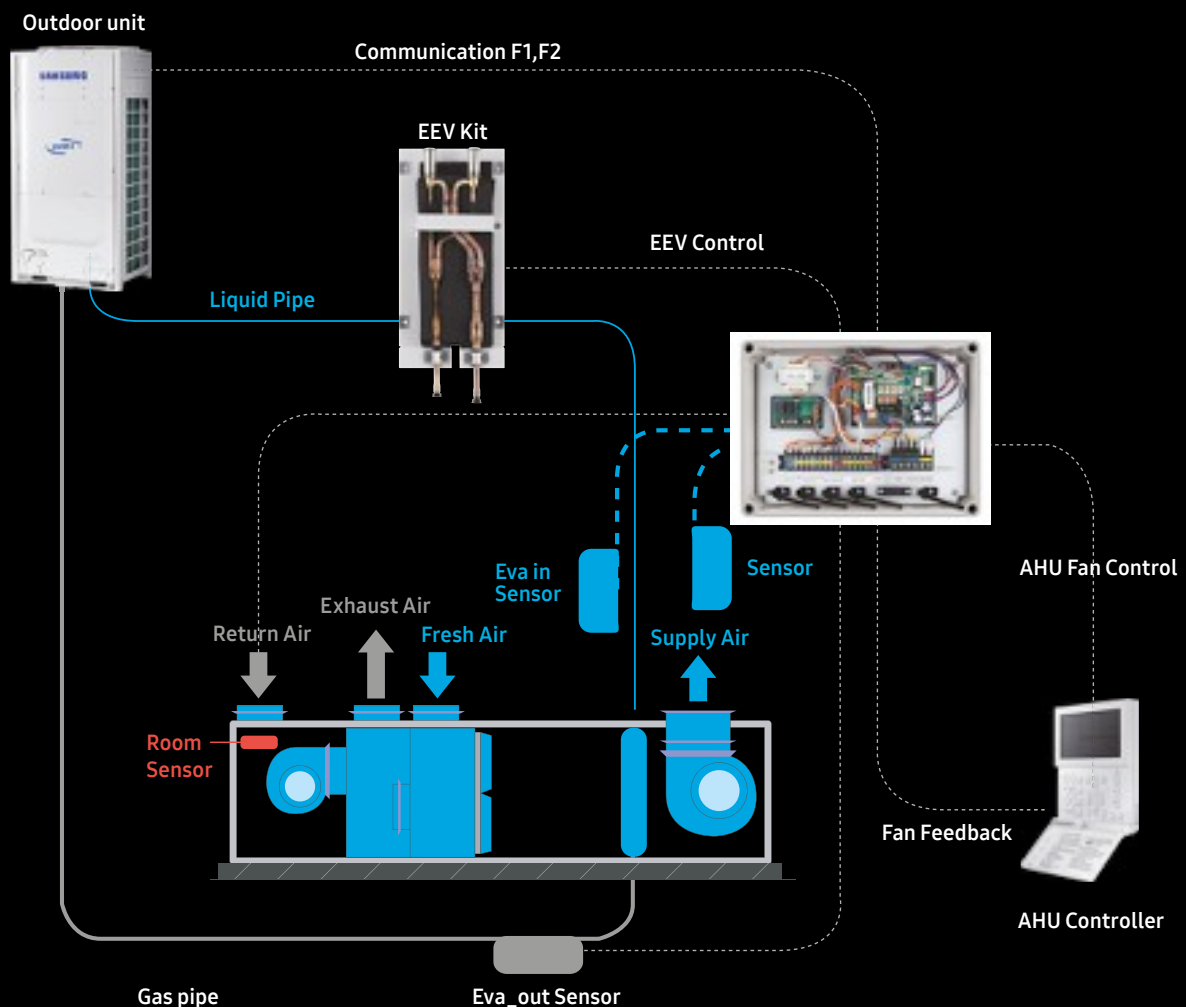 Outdoor unit
Communication F1,F2
SAMSUNG
EEV Kit
EEV Control
Liquid Pipe
Eva in
Sensor
Sensor
AHU Fan Control
Exhaust Air
Return Air
Fresh Air
Supply Air
Room
Sensor
Fan Feedback
AHU Controller
Gas pipe
Eva_out Sensor